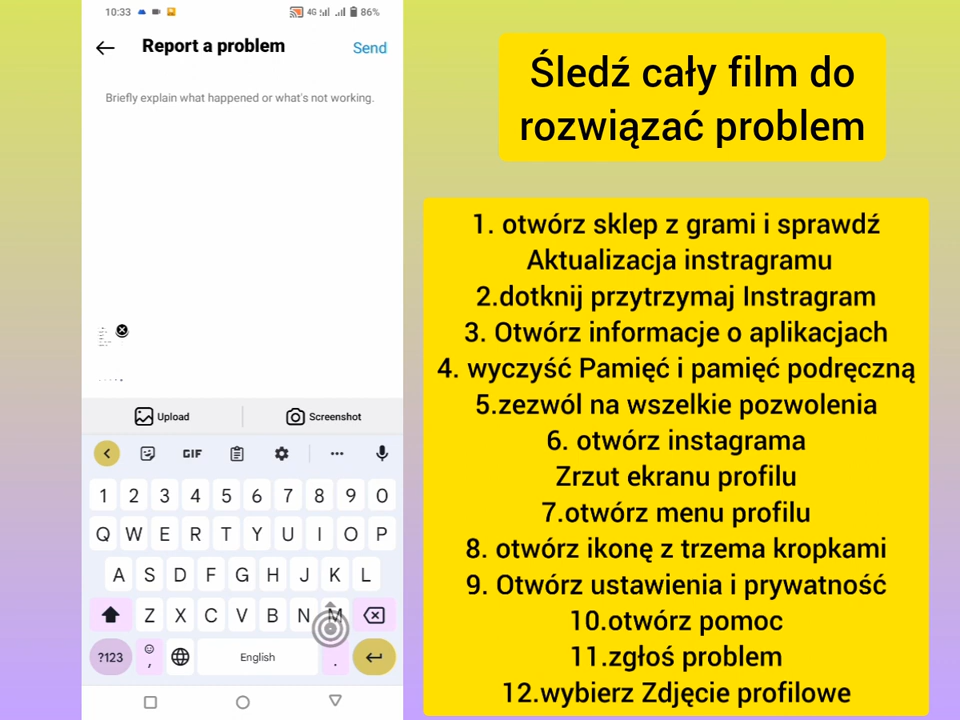 10:33
4G
86%
Report a problem
Send
Briefly explain what happened or what's not working.
Upload
Screenshot
GIF
1 2 3 4 5 6 7 8 9 0
Q W E R T Y U I O P
A S D F G H J K L
Z X C V B N M
?123
,
English
.
Śledź cały film do
rozwiązać problem
1. otwórz sklep z grami i sprawdź
Aktualizacja instragramu
2.dotknij przytrzymaj Instragram
3. Otwórz informacje o aplikacjach
4. wyczyść Pamięć i pamięć podręczną
5.zezwól na wszelkie pozwolenia
6. otwórz instagrama
Zrzut ekranu profilu
7.otwórz menu profilu
8. otwórz ikonę z trzema kropkami
9. Otwórz ustawienia i prywatność
10.otwórz pomoc
11.zgłoś problem
12.wybierz Zdjęcie profilowe